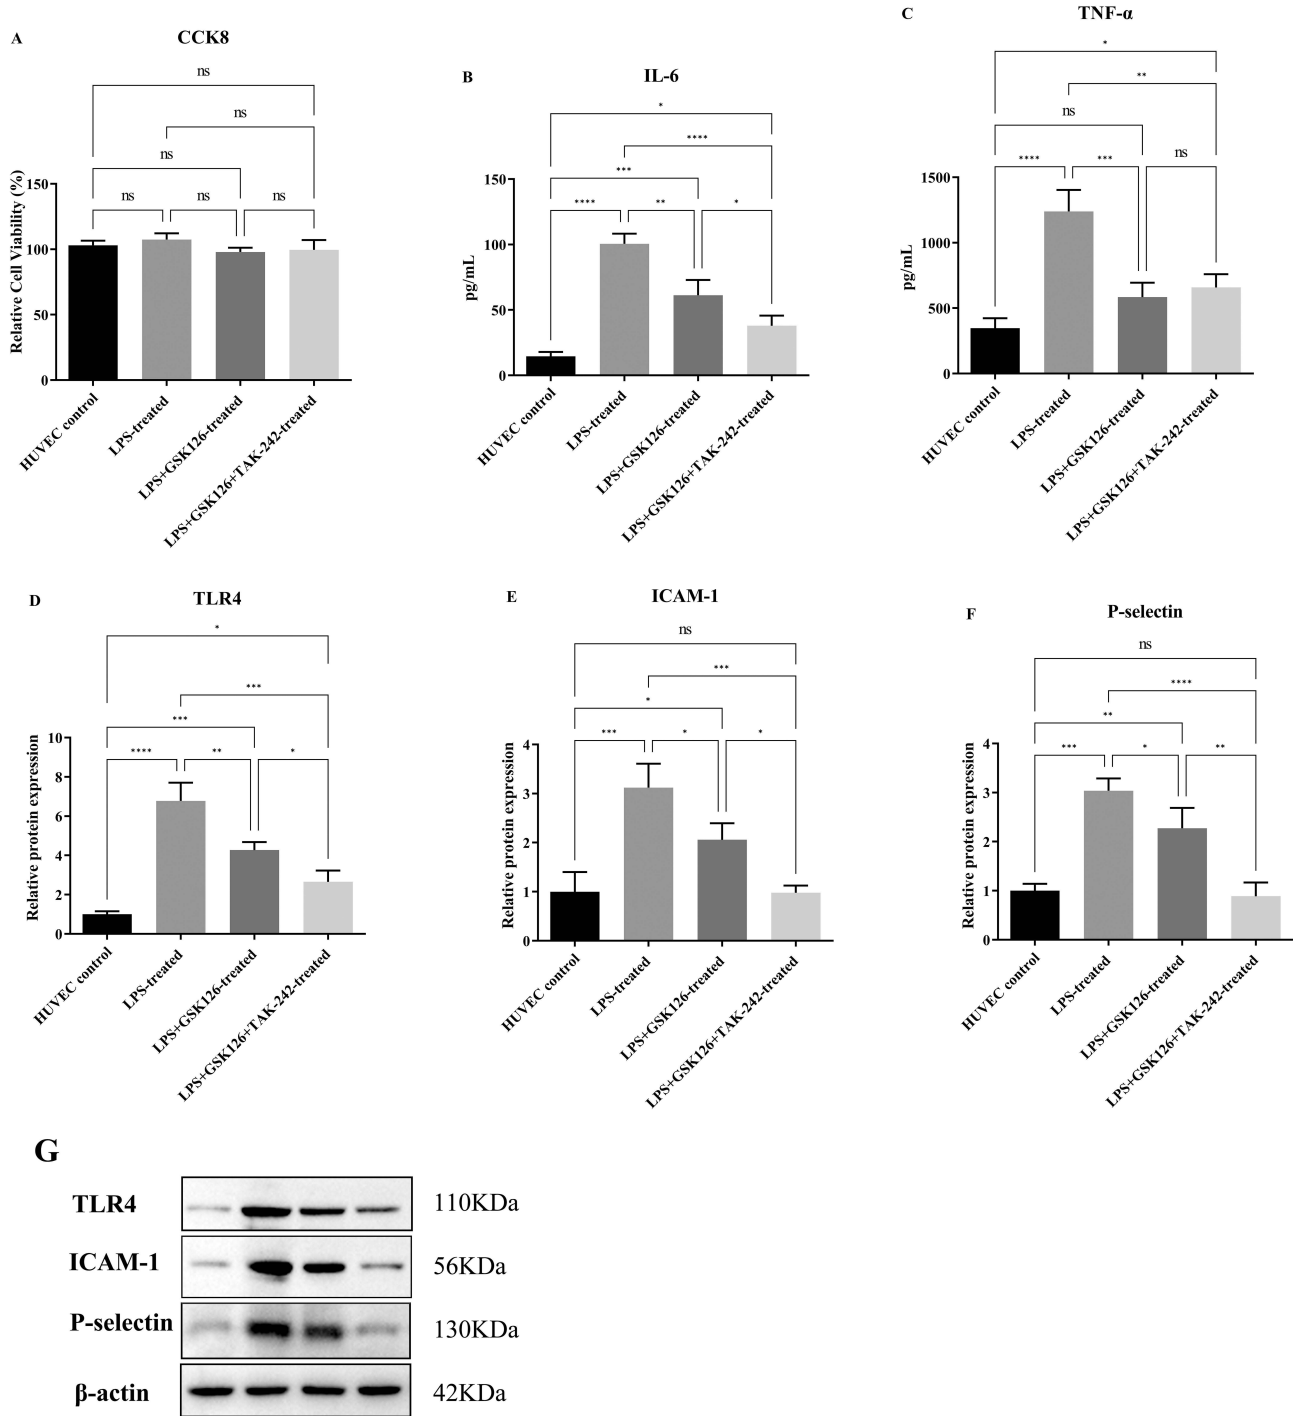 A
CCK8
ns
ns
ns
ns
ns
ns
Relative Cell Viability (%)
150
100
50
0
HUVEC control
LPS-treated
LPS+GSK126-treated
LPS+GSK126+TAK-242-treated
B
IL-6
*
****
***
****
**
*
pg/mL
150
100
50
0
HUVEC control
LPS-treated
LPS+GSK126-treated
LPS+GSK126+TAK-242-treated
C
TNF-α
*
**
ns
****
***
ns
pg/mL
1500
1000
500
0
HUVEC control
LPS-treated
LPS+GSK126-treated
LPS+GSK126+TAK-242-treated
D
TLR4
*
***
***
****
**
*
Relative protein expression
10
8
6
4
2
0
HUVEC control
LPS-treated
LPS+GSK126-treated
LPS+GSK126+TAK-242-treated
E
ICAM-1
ns
***
*
***
*
*
Relative protein expression
4
3
2
1
0
HUVEC control
LPS-treated
LPS+GSK126-treated
LPS+GSK126+TAK-242-treated
F
P-selectin
ns
****
**
***
*
**
Relative protein expression
4
3
2
1
0
HUVEC control
LPS-treated
LPS+GSK126-treated
LPS+GSK126+TAK-242-treated
G
TLR4 110KDa
ICAM-1 56KDa
P-selectin 130KDa
β-actin 42KDa